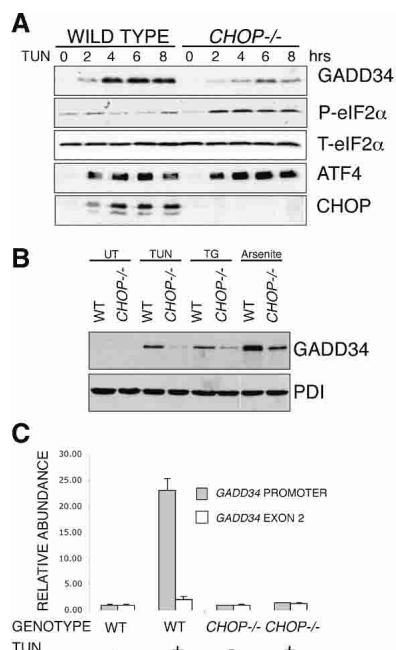 A
WILD TYPE CHOP-/-
TUN 0 2 4 6 8 0 2 4 6 8 hrs
GADD34
P-eIF2α
T-eIF2α
ATF4
CHOP
B
UT TUN TG Arsenite
WT CHOP-/- WT CHOP-/- WT CHOP-/- WT CHOP-/-
GADD34
PDI
C
RELATIVE ABUNDANCE
30.00
25.00
20.00
15.00
10.00
5.00
0.00
GADD34 PROMOTER
GADD34 EXON 2
GENOTYPE WT WT CHOP-/- CHOP-/-
TUN - + - +